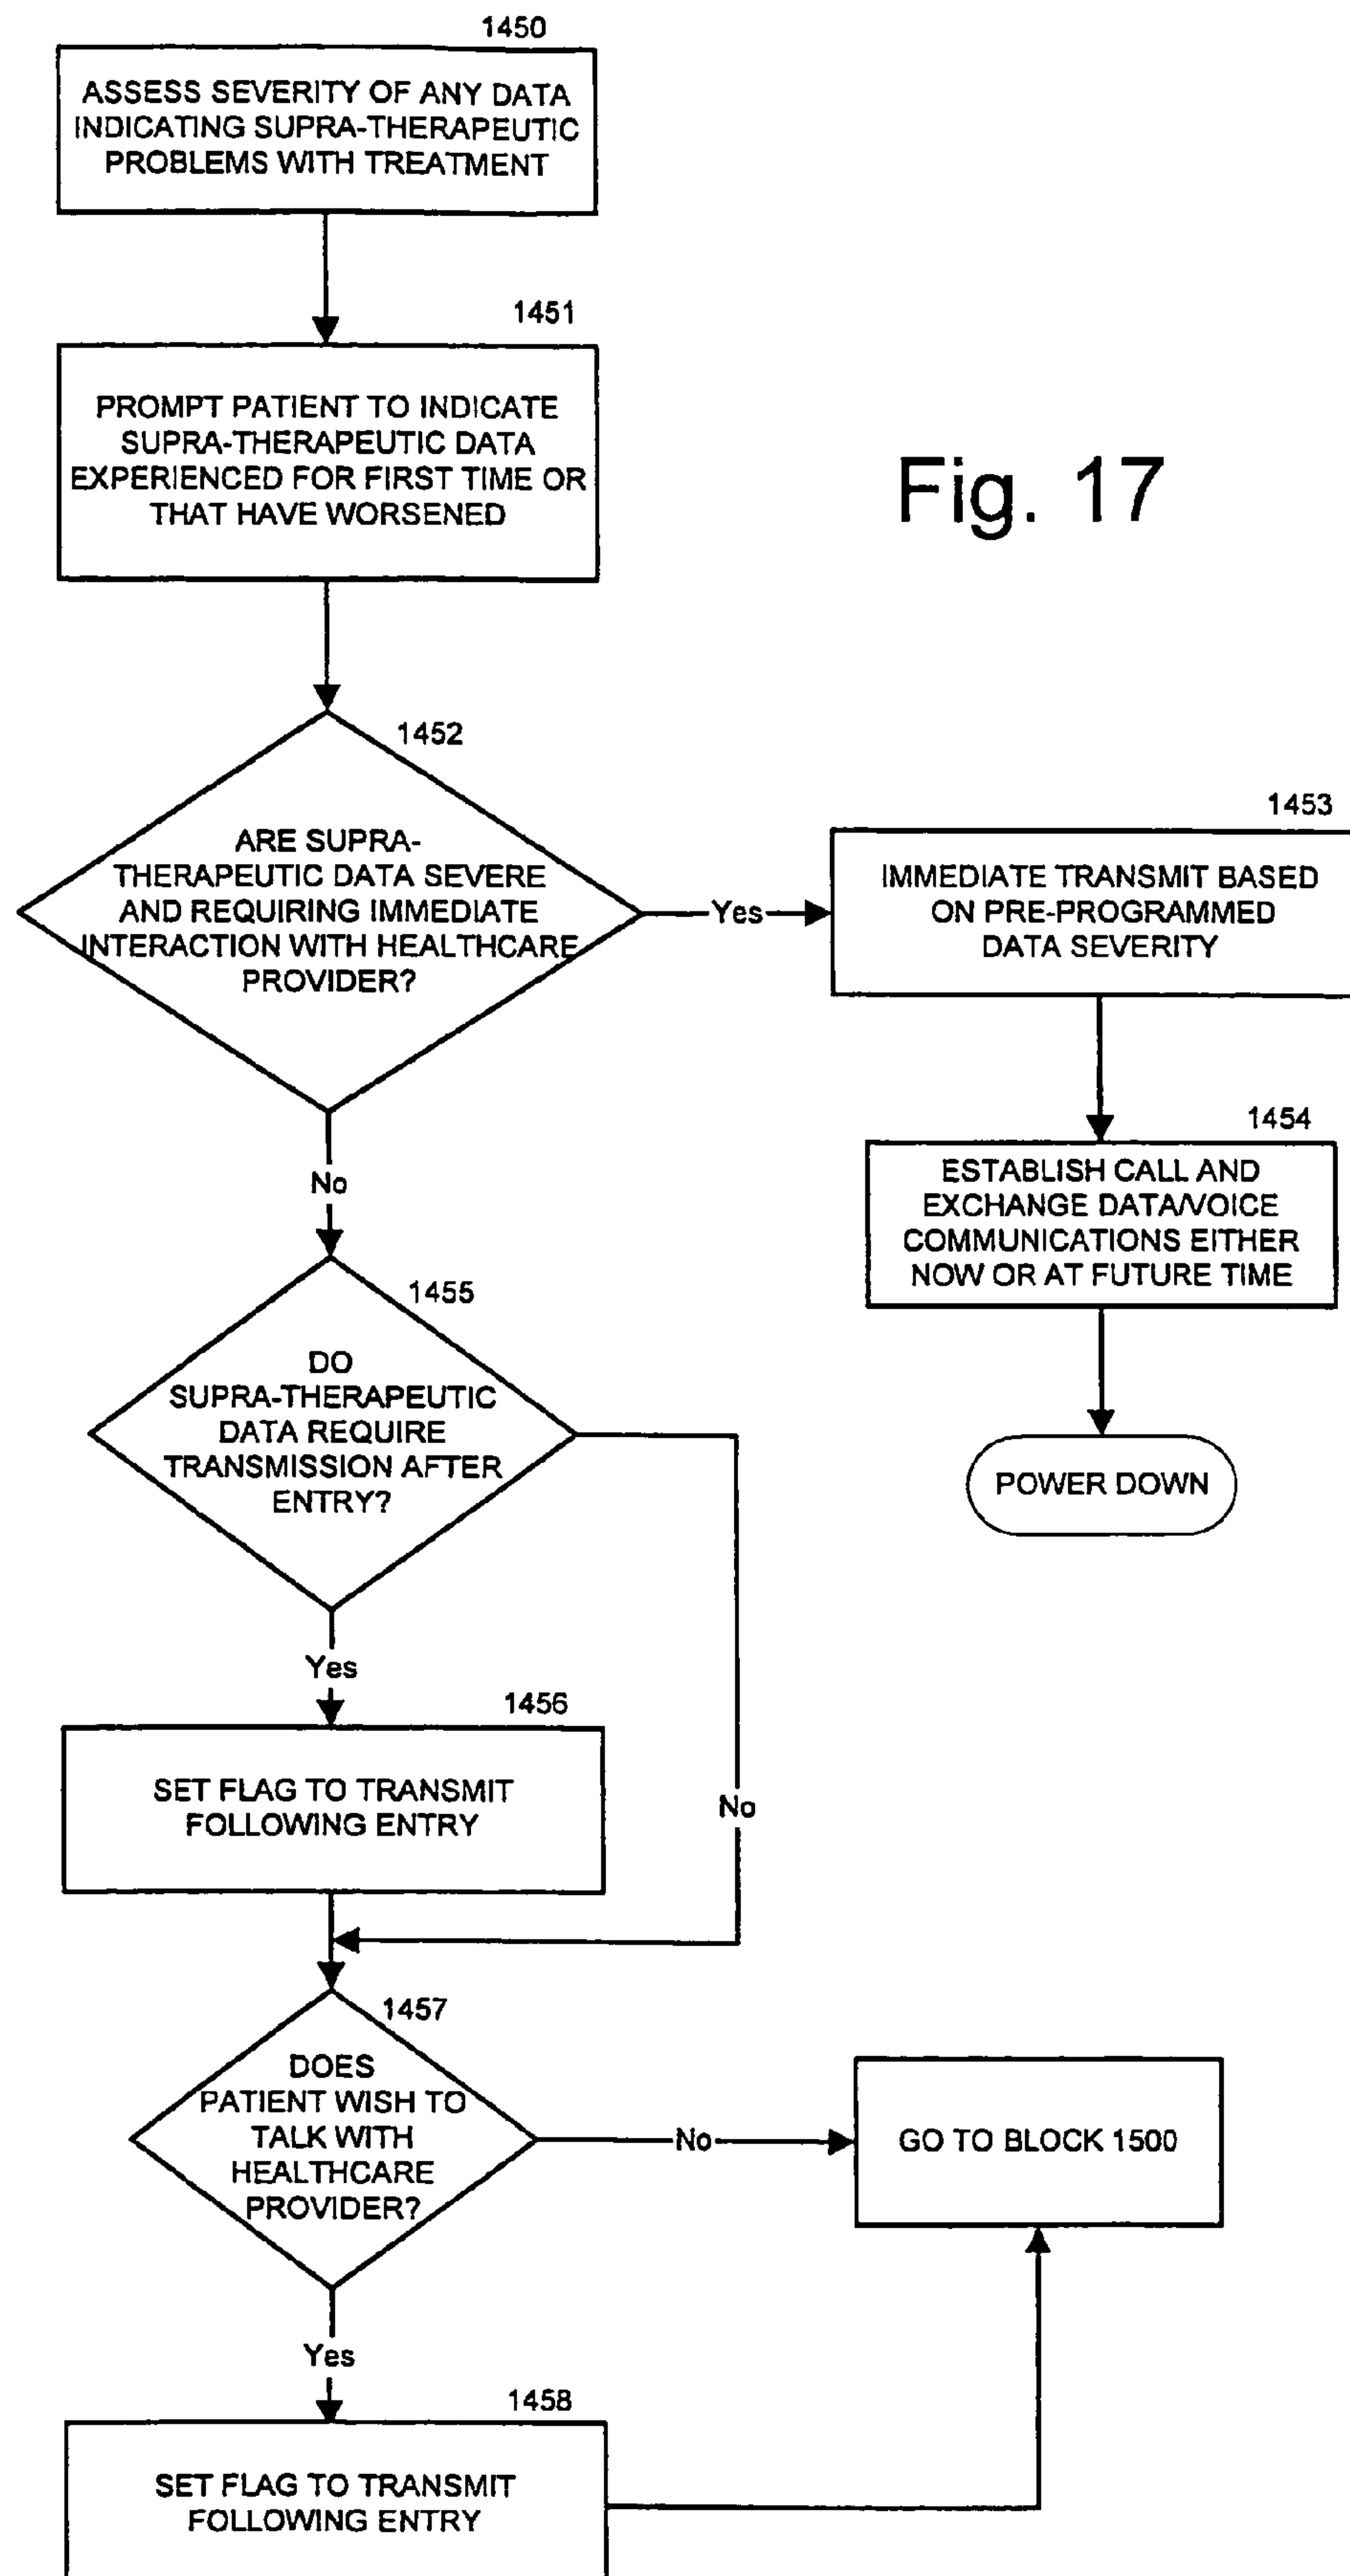 1450
ASSESS SEVERITY OF ANY DATA
INDICATING SUPRA-THERAPEUTIC
PROBLEMS WITH TREATMENT
1451
PROMPT PATIENT TO INDICATE
SUPRA-THERAPEUTIC DATA
EXPERIENCED FOR FIRST TIME OR
THAT HAVE WORSENED
Fig. 17
1452
ARE SUPRA-
THERAPEUTIC DATA SEVERE
AND REQUIRING IMMEDIATE
INTERACTION WITH HEALTHCARE
PROVIDER?
Yes
1453
IMMEDIATE TRANSMIT BASED
ON PRE-PROGRAMMED
DATA SEVERITY
1454
ESTABLISH CALL AND
EXCHANGE DATA/VOICE
COMMUNICATIONS EITHER
NOW OR AT FUTURE TIME
POWER DOWN
No
1455
DO
SUPRA-THERAPEUTIC
DATA REQUIRE
TRANSMISSION AFTER
ENTRY?
Yes
No
1456
SET FLAG TO TRANSMIT
FOLLOWING ENTRY
1457
DOES
PATIENT WISH TO
TALK WITH
HEALTHCARE
PROVIDER?
No
GO TO BLOCK 1500
Yes
1458
SET FLAG TO TRANSMIT
FOLLOWING ENTRY